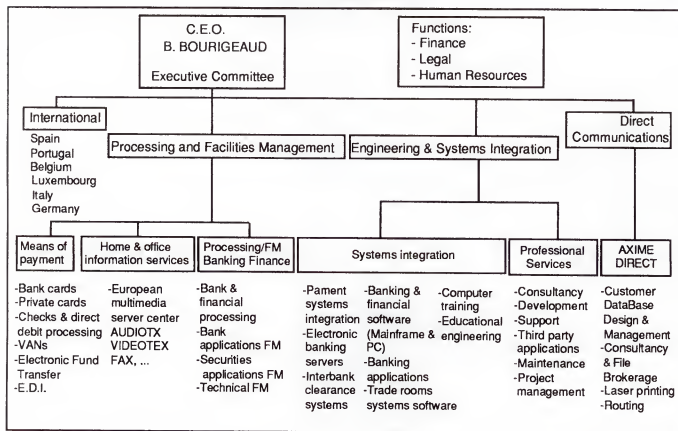 C.E.O.
B. BOURIGEAUD
Executive Committee
Functions:
- Finance
- Legal
- Human Resources
International
Spain
Portugal
Belgium
Luxembourg
Italy
Germany
Processing and Facilities Management
Engineering & Systems Integration
Direct
Communications
Means of
payment
-Bank cards
-Private cards
-Checks & direct
debit processing
-VANs
-Electronic Fund
Transfer
-E.D.I.
Home & office
information services
-European
multimedia
server center
AUDIOTX
VIDEOTEX
FAX, ...
Processing/FM
Banking Finance
-Bank &
financial
processing
-Bank
applications FM
-Securities
applications FM
-Technical FM
Systems integration
-Pament
systems
integration
-Electronic
banking
servers
-Interbank
clearance
systems
-Banking &
financial
software
(Mainframe &
PC)
-Banking
applications
-Trade rooms
systems software
-Computer
training
-Educational
engineering
Professional
Services
-Consultancy
-Development
-Support
-Third party
applications
-Maintenance
-Project
management
AXIME
DIRECT
-Customer
DataBase
Design &
Management
-Consultancy
& File
Brokerage
-Laser printing
-Routing